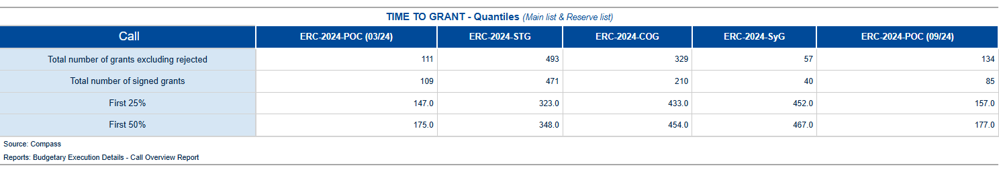 TIME TO GRANT - Quantiles (Main list & Reserve list)
Call ERC-2024-POC (03/24) ERC-2024-STG ERC-2024-COG ERC-2024-SyG ERC-2024-POC (09/24)
Total number of grants excluding rejected 111 493 329 57 134
Total number of signed grants 109 471 210 40 85
First 25% 147.0 323.0 433.0 452.0 157.0
First 50% 175.0 348.0 454.0 467.0 177.0
Source: Compass
Reports: Budgetary Execution Details - Call Overview Report